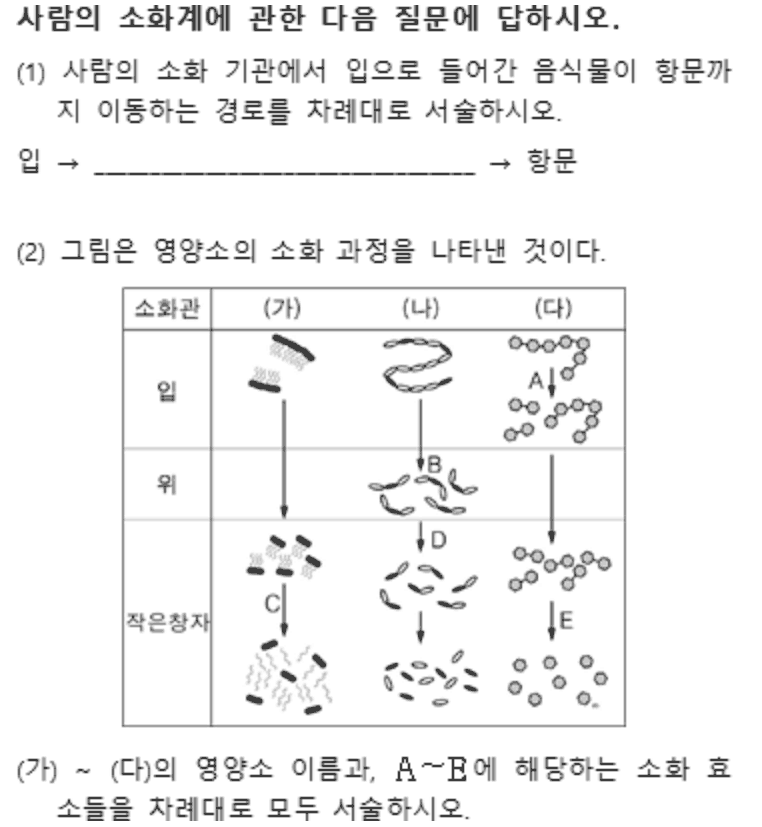 사람의 소화계에 관한 다음 질문에 답하시오.
(1) 사람의 소화 기관에서 입으로 들어간 음식물이 항문까
지 이동하는 경로를 차례대로 서술하시오.
입 → ________________________________ → 항문
(2) 그림은 영양소의 소화 과정을 나타낸 것이다.
소화관 (가) (나) (다)
입 A
위 B
D
작은창자 C E
(가) ~ (다)의 영양소 이름과, A~E에 해당하는 소화 효
소들을 차례대로 모두 서술하시오.